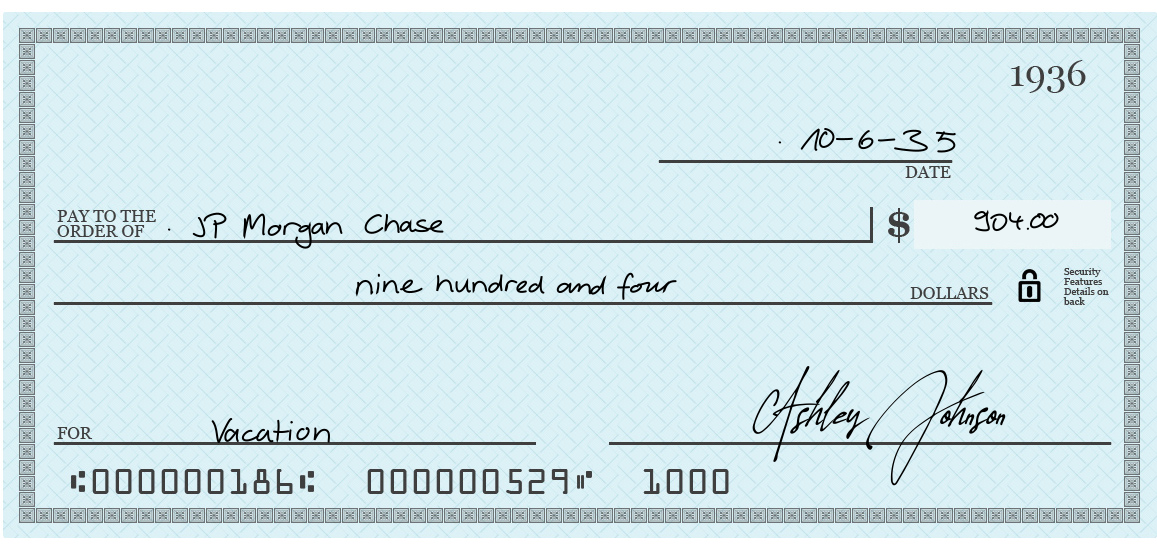 1936
10-6-35
DATE
PAY TO THE
ORDER OF JP Morgan Chase $ 904.00
nine hundred and four DOLLARS
Security
Features
Details on
back
FOR Vacation Ashley Johnson
⑆000000186⑆ 000000529⑈ 1000